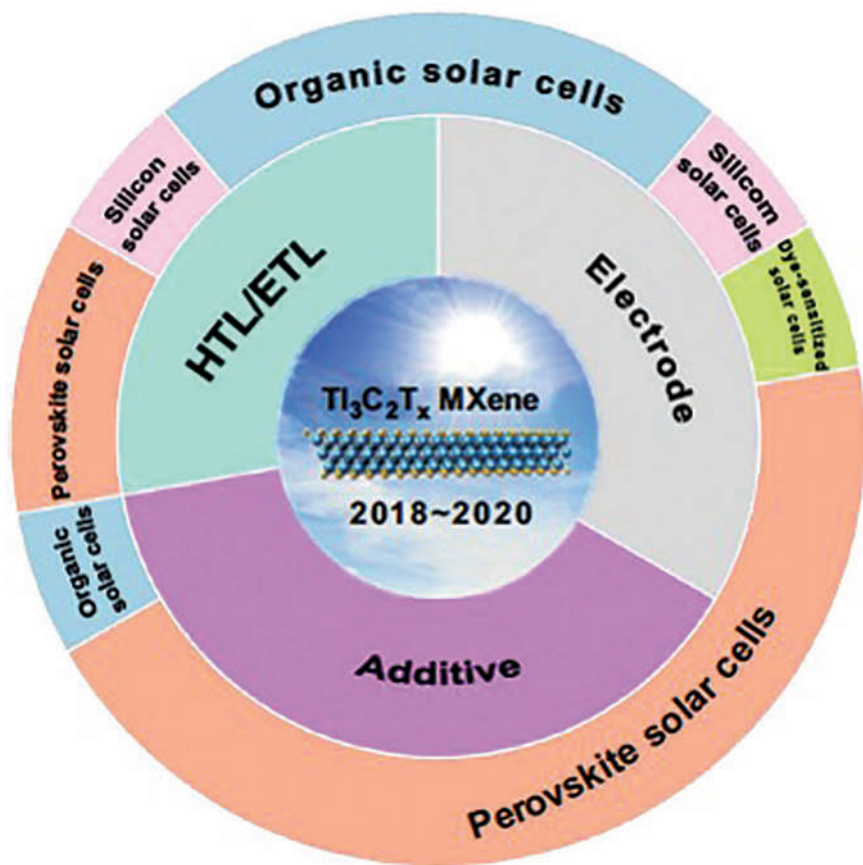 Organic solar cells
Silicom
solar cells
Dye-sensitized
solar cells
Perovskite solar cells
Organic
solar cells
Perovskite solar cells
Silicon
solar cells
HTL/ETL
Electrode
Additive
TI₃C₂Tₓ MXene
2018~2020